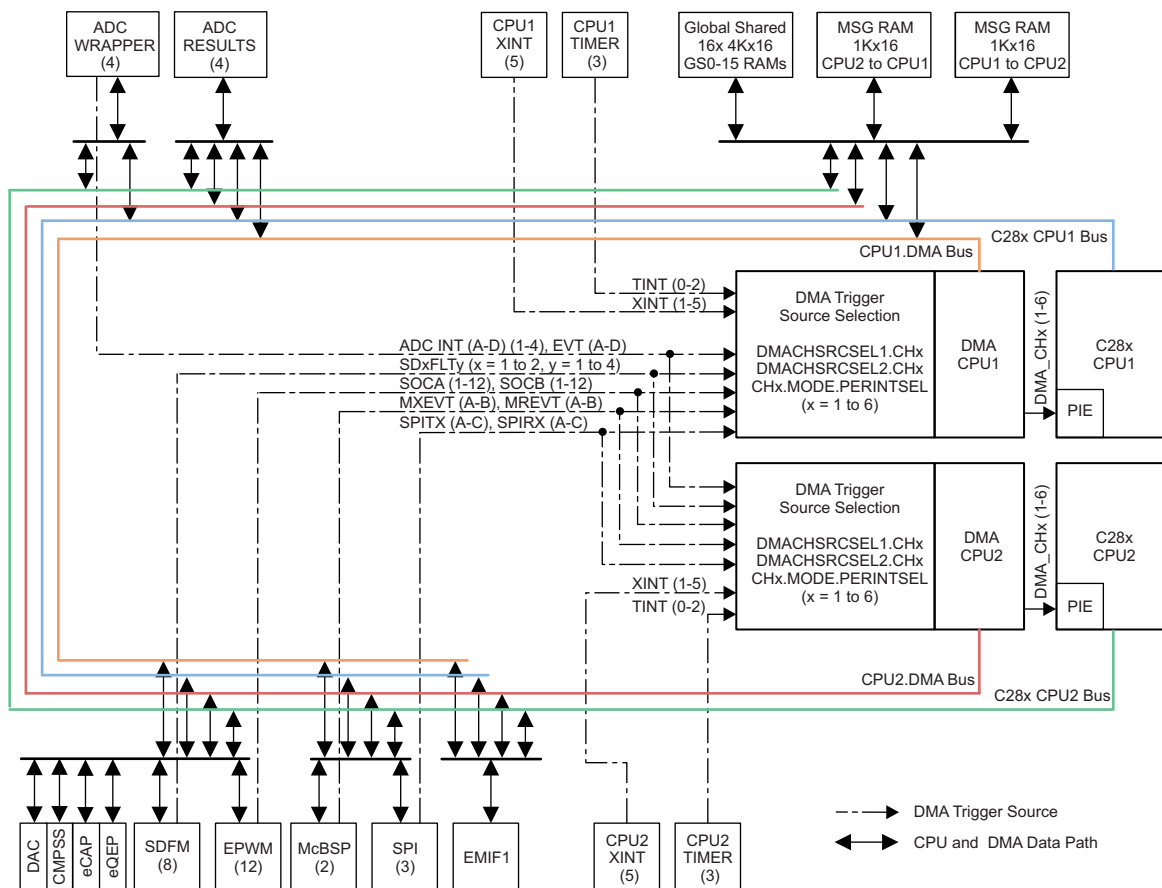 ADC
WRAPPER
(4)
ADC
RESULTS
(4)
CPU1
XINT
(5)
CPU1
TIMER
(3)
Global Shared
16x 4Kx16
GS0-15 RAMs
MSG RAM
1Kx16
CPU2 to CPU1
MSG RAM
1Kx16
CPU1 to CPU2
C28x CPU1 Bus
CPU1.DMA Bus
TINT (0-2)
XINT (1-5)
ADC INT (A-D) (1-4), EVT (A-D)
SDxFLTy (x = 1 to 2, y = 1 to 4)
SOCA (1-12), SOCB (1-12)
MXEVT (A-B), MREVT (A-B)
SPITX (A-C), SPIRX (A-C)
DMA Trigger
Source Selection
DMACHSRCSEL1.CHx
DMACHSRCSEL2.CHx
CHx.MODE.PERINTSEL
(x = 1 to 6)
DMA
CPU1
DMA_CHx (1-6)
C28x
CPU1
PIE
DMA Trigger
Source Selection
DMACHSRCSEL1.CHx
DMACHSRCSEL2.CHx
CHx.MODE.PERINTSEL
(x = 1 to 6)
DMA
CPU2
DMA_CHx (1-6)
C28x
CPU2
PIE
XINT (1-5)
TINT (0-2)
CPU2.DMA Bus
C28x CPU2 Bus
DAC
CMPSS
eCAP
eQEP
SDFM
(8)
EPWM
(12)
McBSP
(2)
SPI
(3)
EMIF1
CPU2
XINT
(5)
CPU2
TIMER
(3)
DMA Trigger Source
CPU and DMA Data Path